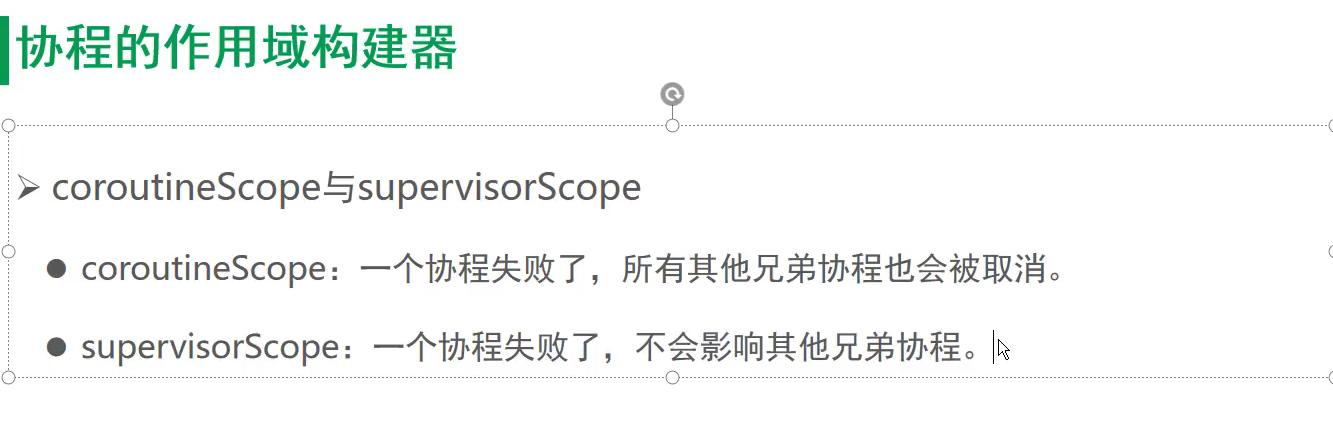 协程的作用域构建器
➢ coroutineScope与supervisorScope
● coroutineScope：一个协程失败了，所有其他兄弟协程也会被取消。
● supervisorScope：一个协程失败了，不会影响其他兄弟协程。